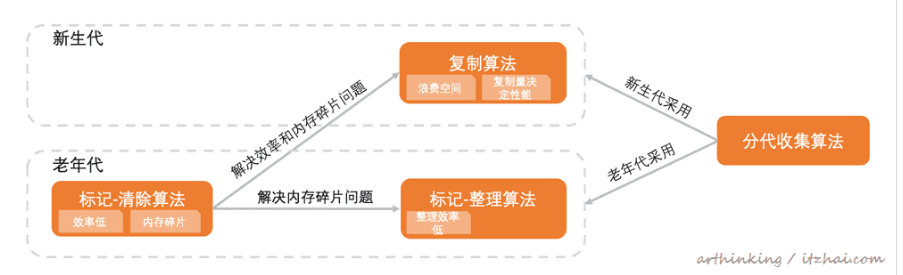 新生代
复制算法
浪费空间
复制量决
定性能
解决效率和内存碎片问题
新生代采用
分代收集算法
老年代采用
老年代
标记-清除算法
效率低
内存碎片
解决内存碎片问题
标记-整理算法
整理效率
低
arthinking / itzhai.com